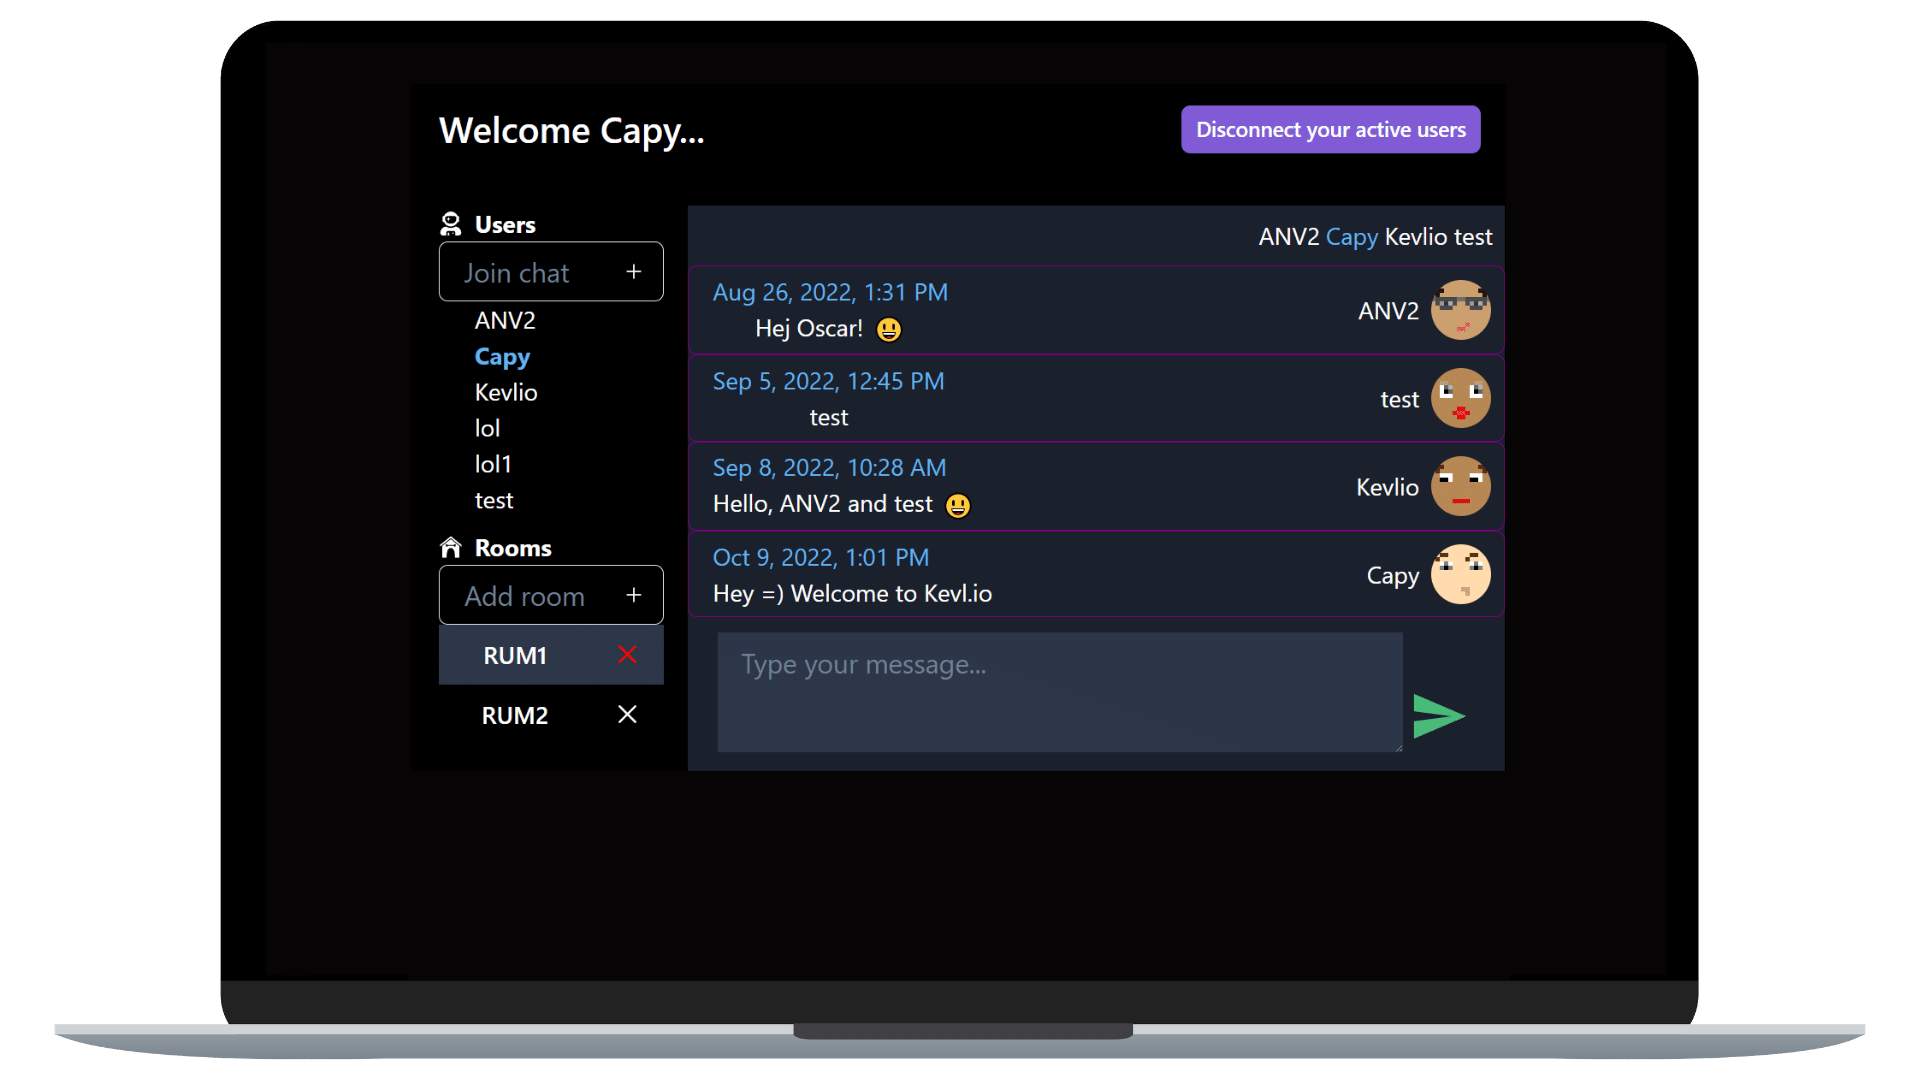 Welcome Capy...
Disconnect your active users
Users
Join chat +
ANV2
Capy
Kevlio
lol
lol1
test
Rooms
Add room +
RUM1
RUM2
ANV2 Capy Kevlio test
Aug 26, 2022, 1:31 PM
Hej Oscar! 😃
ANV2
Sep 5, 2022, 12:45 PM
test
test
Sep 8, 2022, 10:28 AM
Hello, ANV2 and test 😃
Kevlio
Oct 9, 2022, 1:01 PM
Hey =) Welcome to Kevl.io
Capy
Type your message...